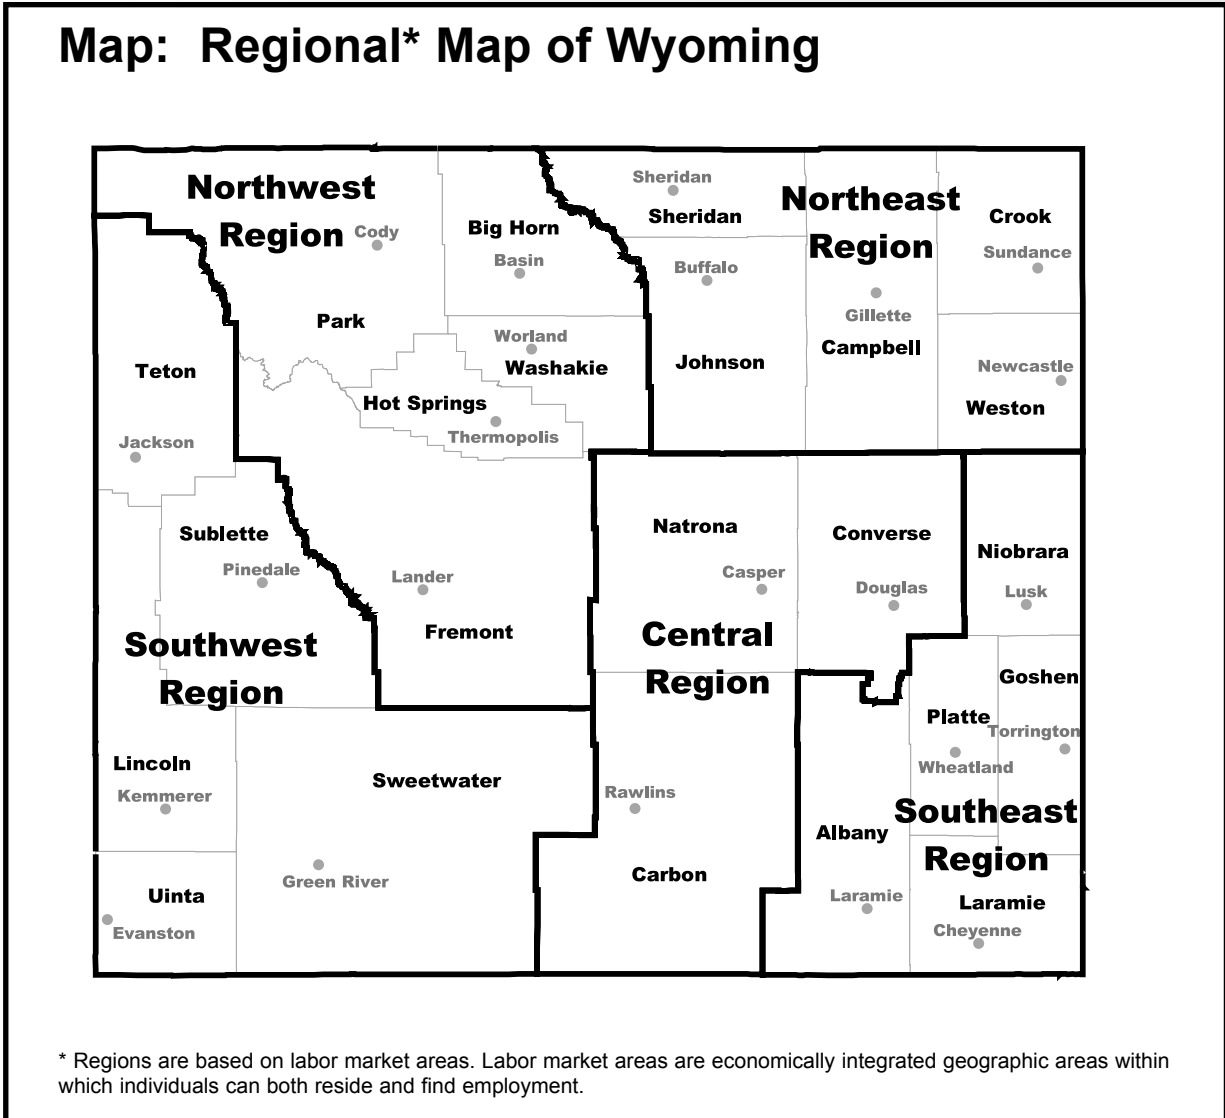 Map:  Regional* Map of Wyoming
Northwest
Region
Cody
Big Horn
Basin
Sheridan
Sheridan
Northeast
Region
Crook
Sundance
Buffalo
Gillette
Park
Worland
Washakie
Johnson
Campbell
Newcastle
Weston
Teton
Hot Springs
Thermopolis
Jackson
Sublette
Pinedale
Lander
Natrona
Casper
Converse
Douglas
Niobrara
Lusk
Southwest
Region
Fremont
Central
Region
Goshen
Platte
Torrington
Wheatland
Lincoln
Kemmerer
Sweetwater
Rawlins
Southeast
Region
Albany
Green River
Carbon
Uinta
Evanston
Laramie
Laramie
Cheyenne
* Regions are based on labor market areas. Labor market areas are economically integrated geographic areas within
which individuals can both reside and find employment.